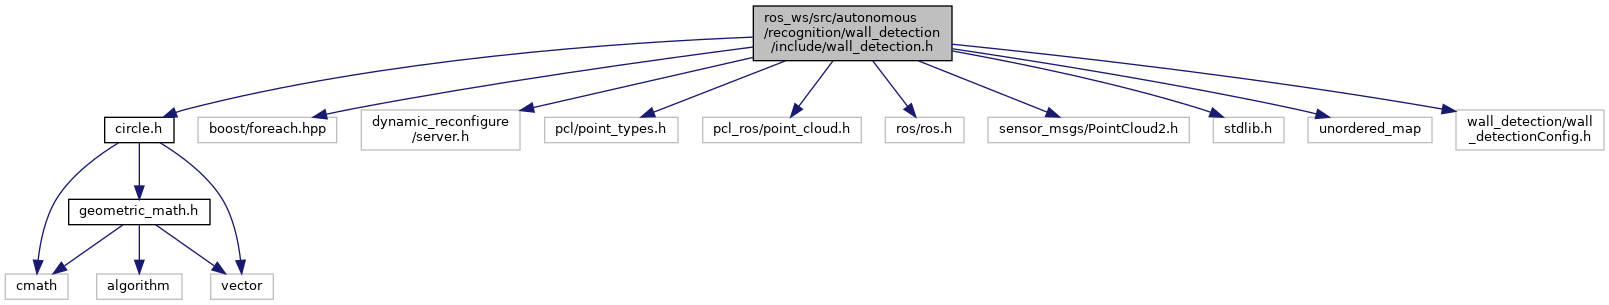 ros_ws/src/autonomous
/recognition/wall_detection
/include/wall_detection.h
circle.h
boost/foreach.hpp
dynamic_reconfigure
/server.h
pcl/point_types.h
pcl_ros/point_cloud.h
ros/ros.h
sensor_msgs/PointCloud2.h
stdlib.h
unordered_map
wall_detection/wall
_detectionConfig.h
geometric_math.h
cmath
algorithm
vector